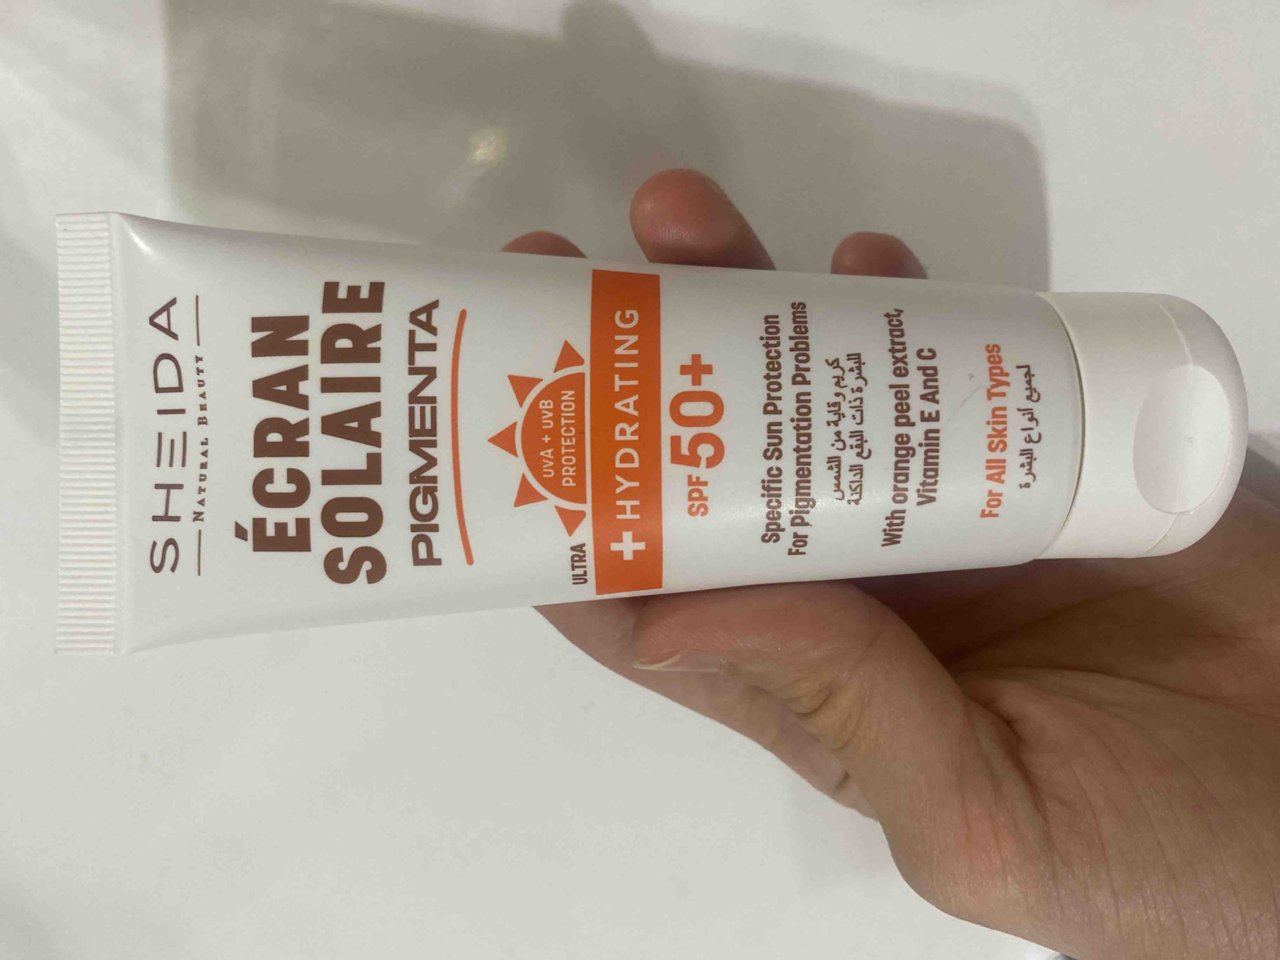 SHEIDA
NATURAL BEAUTY
ÉCRAN
SOLAIRE
PIGMENTA
UVA + UVB
PROTECTION
ULTRA
+ HYDRATING
SPF50+
Specific Sun Protection
For Pigmentation Problems
كريم وقاية من الشمس
للبشرة ذات البقع الداكنة
With orange peel extract,
Vitamin E And C
For All Skin Types
لجميع أنواع البشرة